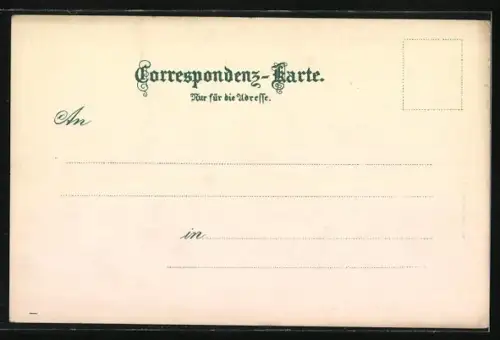 Correspondenz-Karte.
Nur für die Adresse.
An
in